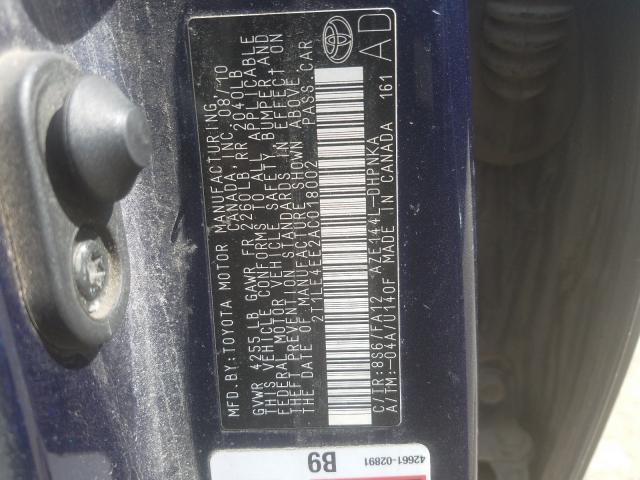 MFD.BY:TOYOTA MOTOR MANUFACTURING,
CANADA, INC. 08/10
GVWR 4255LB GAWR FR 2260LB RR 2040LB
THIS VEHICLE CONFORMS TO ALL APPLICABLE
FEDERAL MOTOR VEHICLE SAFETY, BUMPER, AND
THEFT PREVENTION STANDARDS IN EFFECT ON
THE DATE OF MANUFACTURE SHOWN ABOVE.
2T1LE4EE2AC018002 PASS.CAR
C/TR:8S6/FA12 AZE144L-DHPNKA
A/TM:-04A/U140F MADE IN CANADA 161
AD
42661-02891
B9